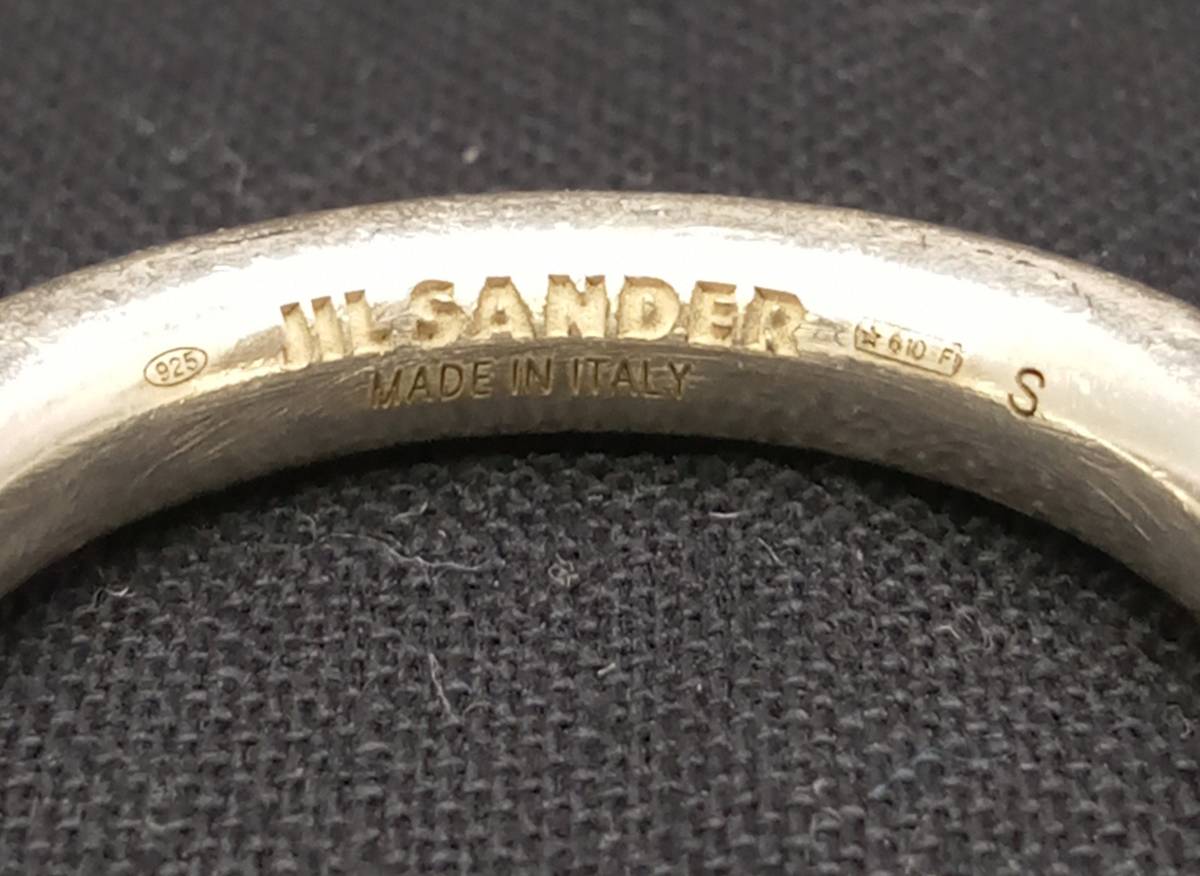 925
JIL SANDER
MADE IN ITALY
☆ 610 FI
S